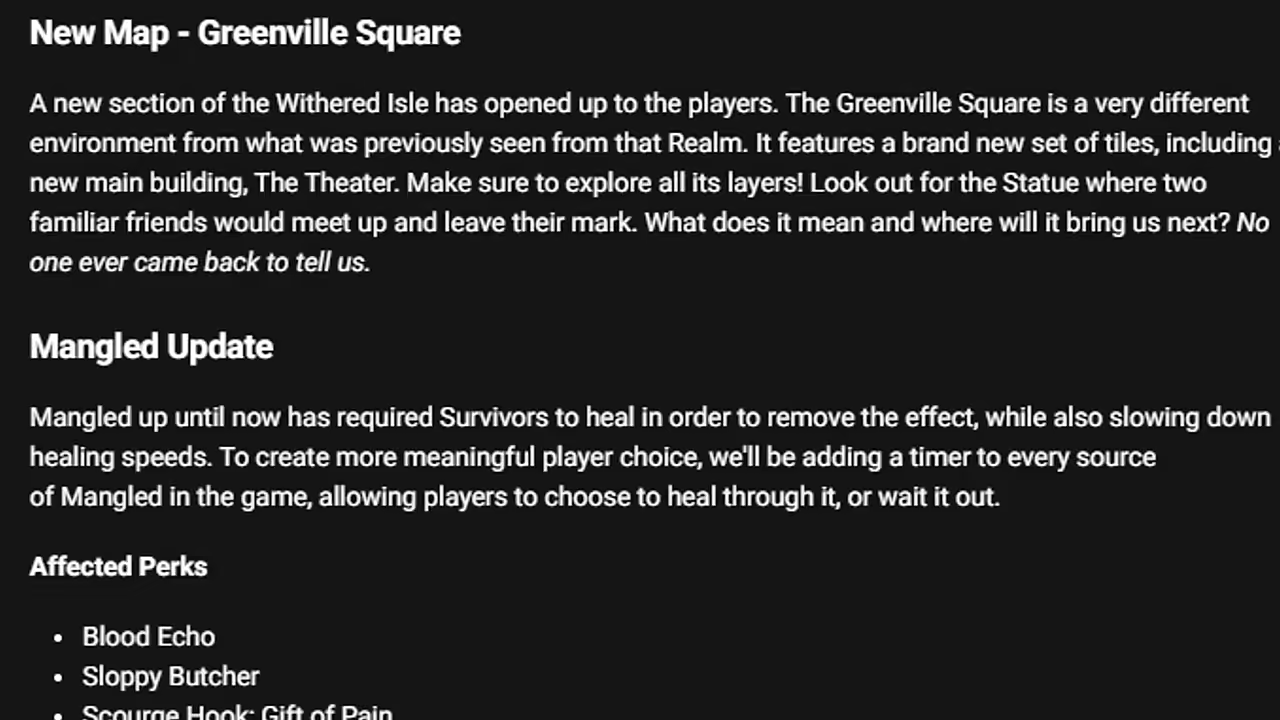 New Map - Greenville Square
A new section of the Withered Isle has opened up to the players. The Greenville Square is a very different
environment from what was previously seen from that Realm. It features a brand new set of tiles, including
new main building, The Theater. Make sure to explore all its layers! Look out for the Statue where two
familiar friends would meet up and leave their mark. What does it mean and where will it bring us next? No
one ever came back to tell us.
Mangled Update
Mangled up until now has required Survivors to heal in order to remove the effect, while also slowing down
healing speeds. To create more meaningful player choice, we'll be adding a timer to every source
of Mangled in the game, allowing players to choose to heal through it, or wait it out.
Affected Perks
• Blood Echo
• Sloppy Butcher
• Scourge Hook: Gift of Pain